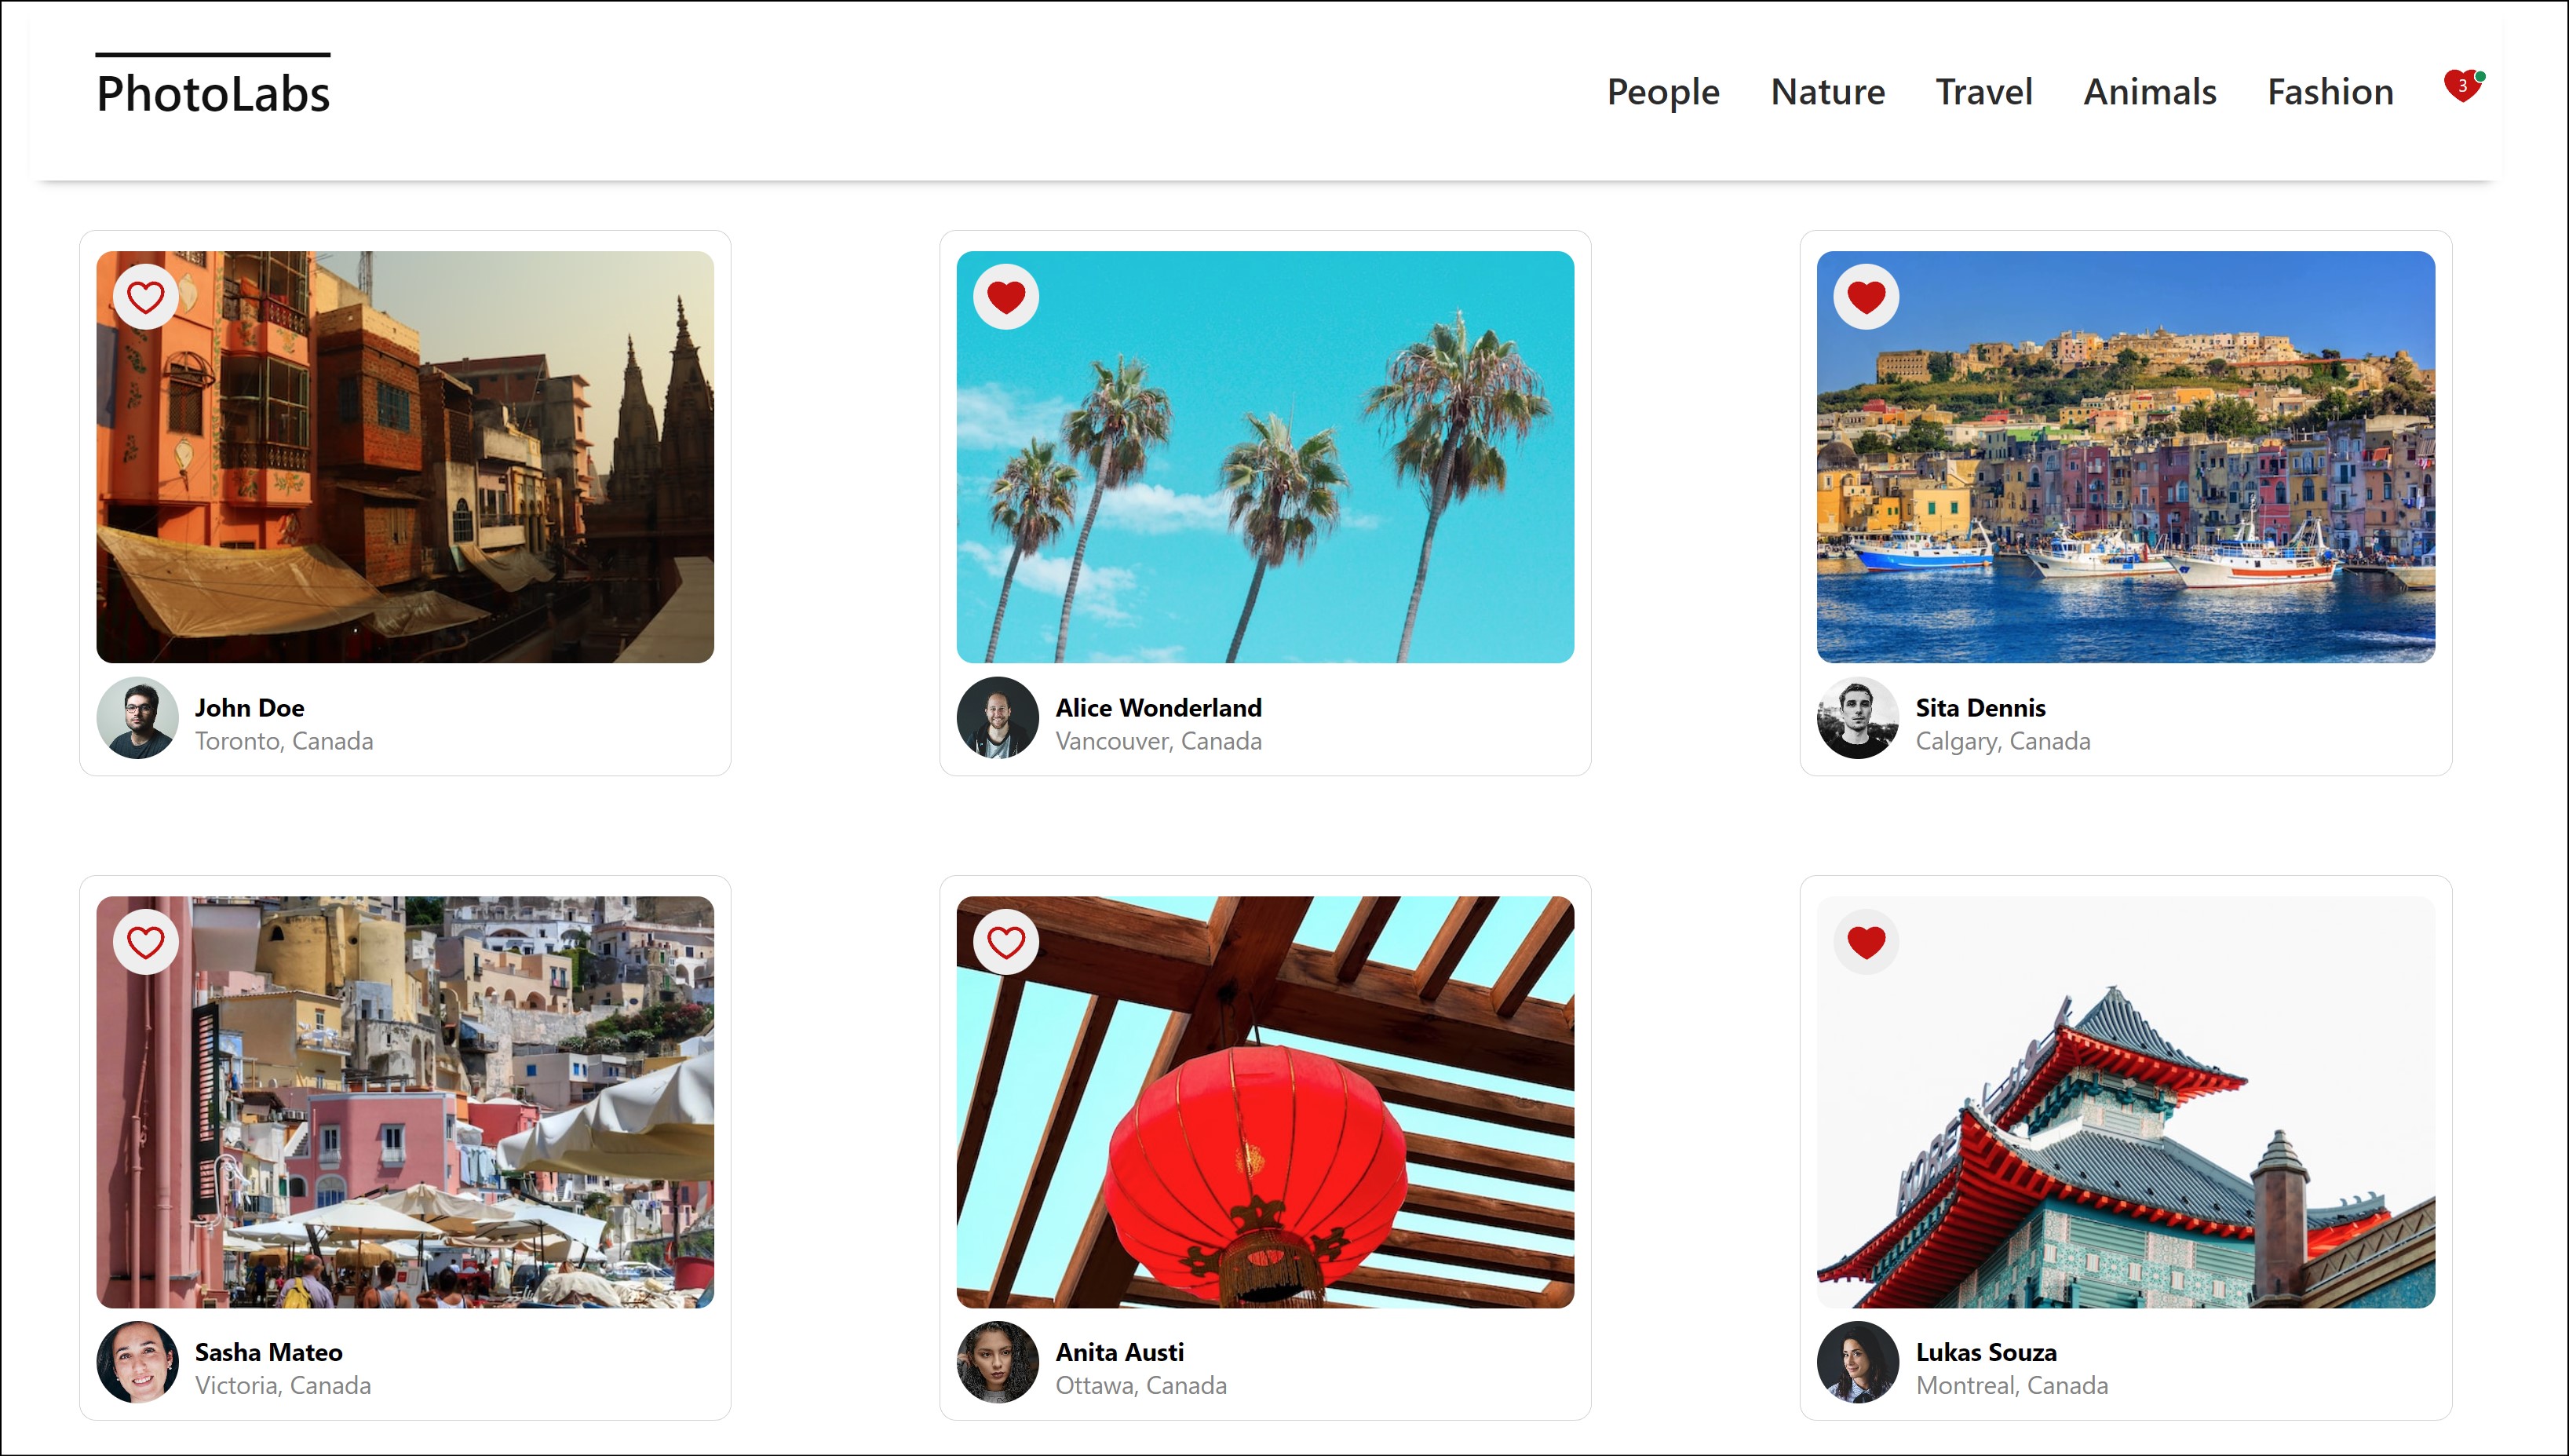 PhotoLabs
People Nature Travel Animals Fashion 3
John Doe
Toronto, Canada
Alice Wonderland
Vancouver, Canada
Sita Dennis
Calgary, Canada
Sasha Mateo
Victoria, Canada
Anita Austi
Ottawa, Canada
Lukas Souza
Montreal, Canada